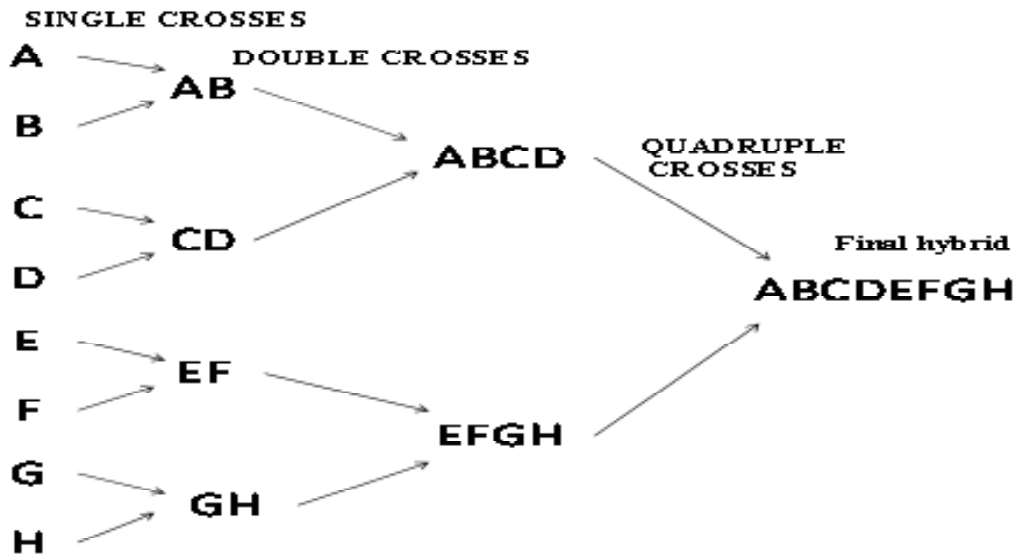 SINGLE CROSSES
A
B
C
D
E
F
G
H
DOUBLE CROSSES
AB
CD
EF
GH
ABCD
EFGH
QUADRUPLE
CROSSES
Final hybrid
ABCDEFGH